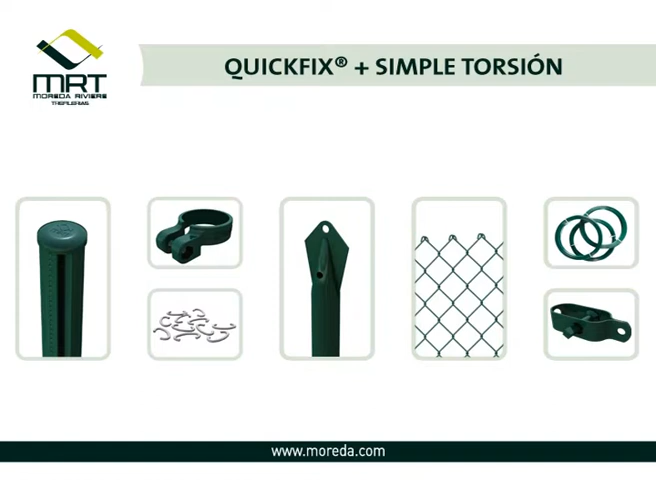 MRT
MOREDA RIVIERE
TREFILERIAS
QUICKFIX® + SIMPLE TORSIÓN
www.moreda.com